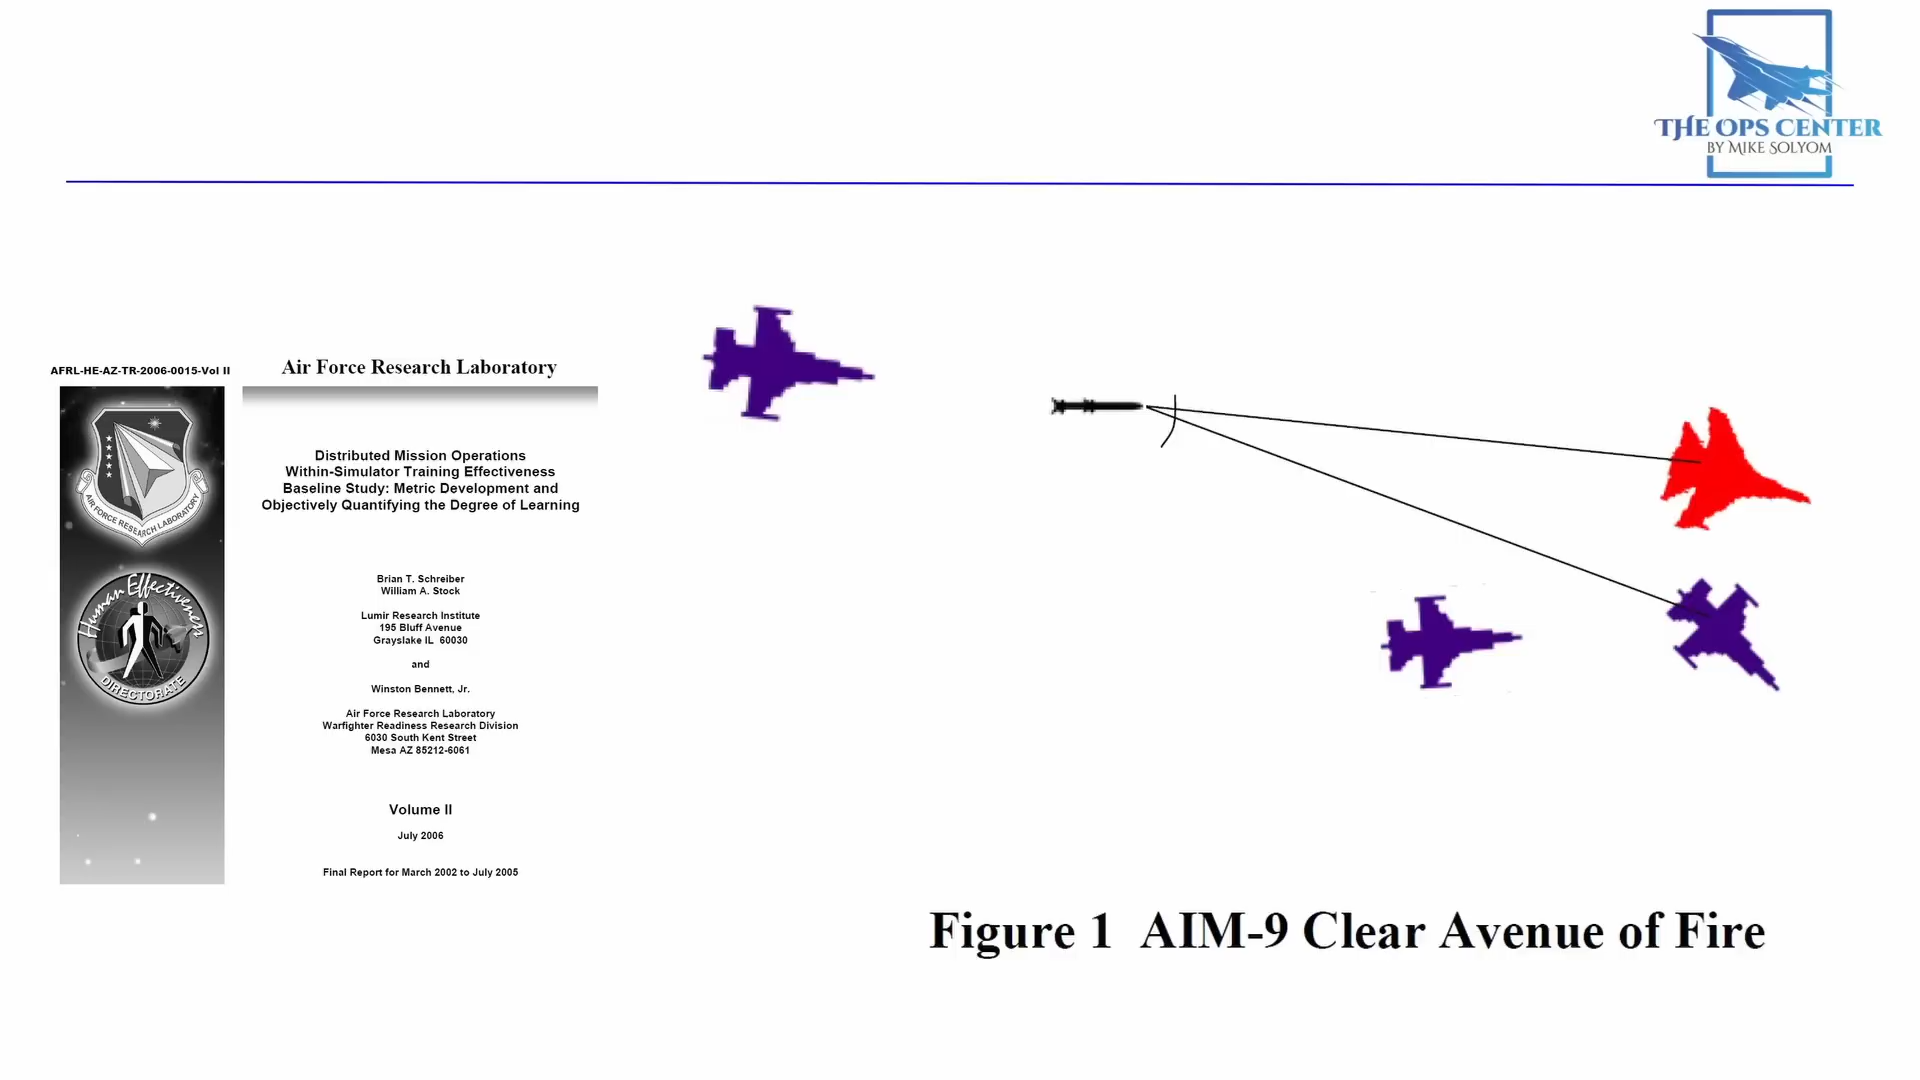 THE OPS CENTER
BY MIKE SOLYOM
AFRL-HE-AZ-TR-2006-0015-Vol II
AIR FORCE RESEARCH LABORATORY
Human Effectiveness
DIRECTORATE
Air Force Research Laboratory
Distributed Mission Operations
Within-Simulator Training Effectiveness
Baseline Study: Metric Development and
Objectively Quantifying the Degree of Learning
Brian T. Schreiber
William A. Stock
Lumir Research Institute
195 Bluff Avenue
Grayslake IL 60030
and
Winston Bennett, Jr.
Air Force Research Laboratory
Warfighter Readiness Research Division
6030 South Kent Street
Mesa AZ 85212-6061
Volume II
July 2006
Final Report for March 2002 to July 2005
Figure 1 AIM-9 Clear Avenue of Fire